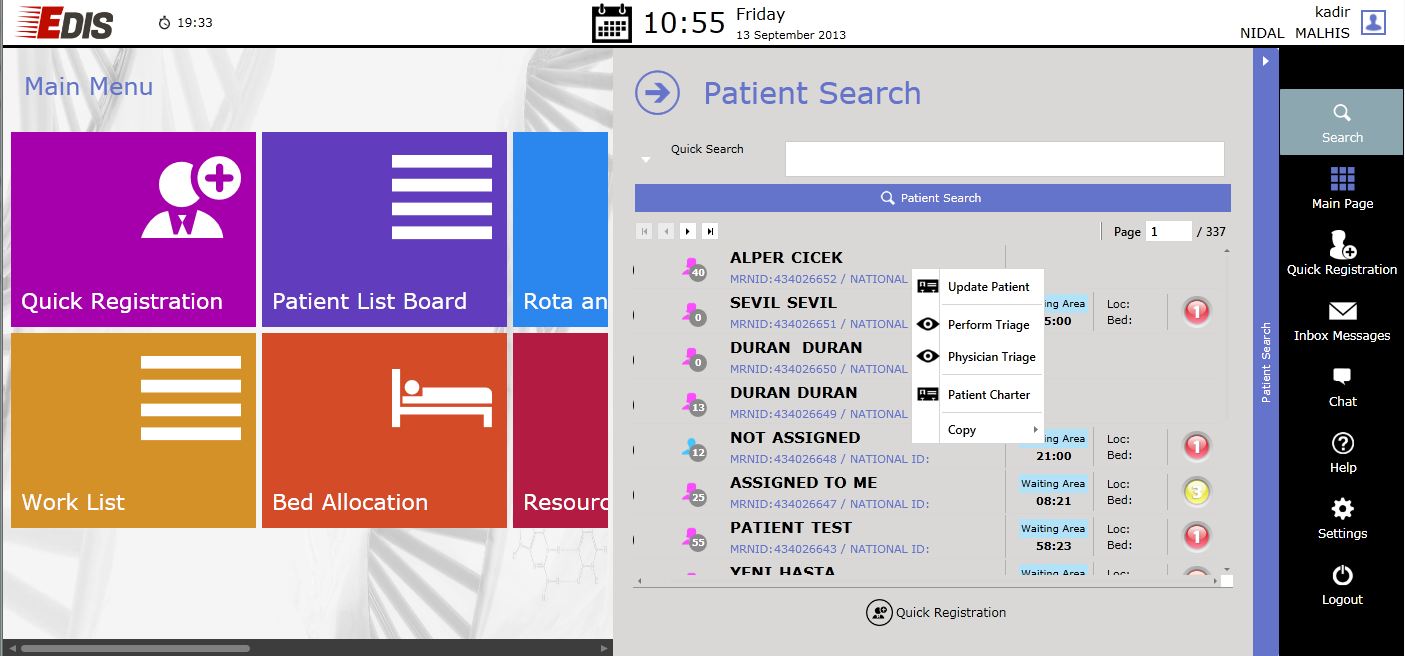 EDIS
19:33
10:55
Friday
13 September 2013
kadir
NIDAL MALHIS
Main Menu
Quick Registration
Patient List Board
Rota an
Work List
Bed Allocation
Resourc
Patient Search
Quick Search
Patient Search
Page 1 / 337
40
ALPER CICEK
MRNID:434026652 / NATIONAL
0
SEVIL SEVIL
MRNID:434026651 / NATIONAL
ing Area
5:00
Loc:
Bed:
1
0
DURAN DURAN
MRNID:434026650 / NATIONAL
13
DURAN DURAN
MRNID:434026649 / NATIONAL
12
NOT ASSIGNED
MRNID:434026648 / NATIONAL ID:
ing Area
21:00
Loc:
Bed:
1
25
ASSIGNED TO ME
MRNID:434026647 / NATIONAL ID:
Waiting Area
08:21
Loc:
Bed:
3
55
PATIENT TEST
MRNID:434026643 / NATIONAL ID:
Waiting Area
58:23
Loc:
Bed:
1
YENI HASTA
Waiting Area
Loc:
Update Patient
Perform Triage
Physician Triage
Patient Charter
Copy
Quick Registration
Patient Search
Search
Main Page
Quick Registration
Inbox Messages
Chat
Help
Settings
Logout